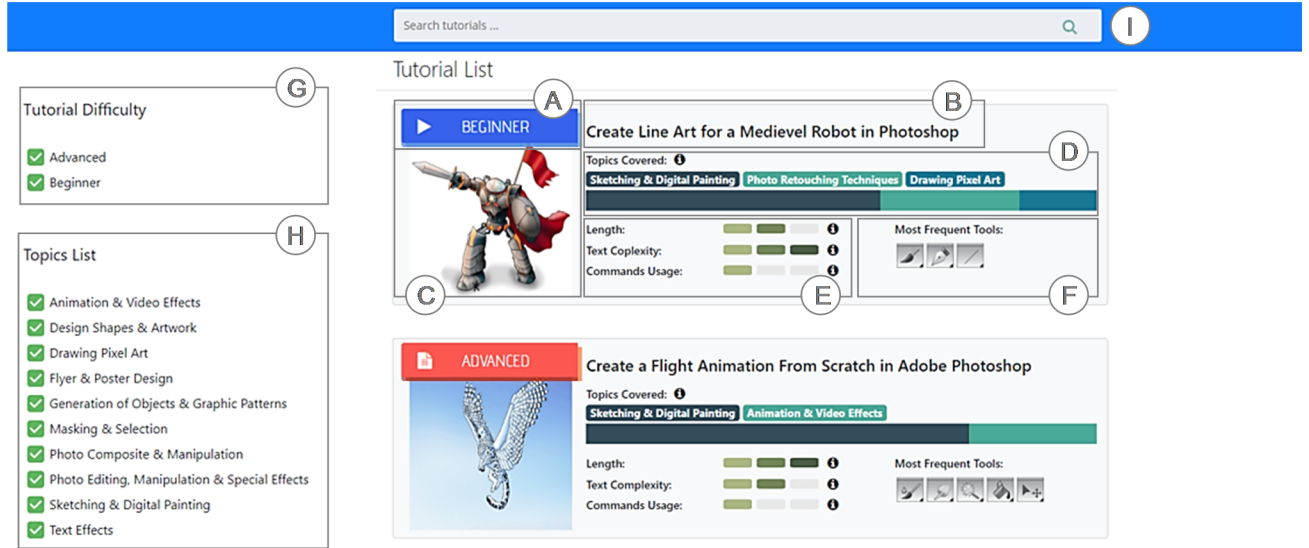 Search tutorials ...
I
Tutorial List
G
Tutorial Difficulty
Advanced
Beginner
H
Topics List
Animation & Video Effects
Design Shapes & Artwork
Drawing Pixel Art
Flyer & Poster Design
Generation of Objects & Graphic Patterns
Masking & Selection
Photo Composite & Manipulation
Photo Editing, Manipulation & Special Effects
Sketching & Digital Painting
Text Effects
A
BEGINNER
B
Create Line Art for a Medievel Robot in Photoshop
D
Topics Covered:
Sketching & Digital Painting Photo Retouching Techniques Drawing Pixel Art
Length:
Text Coplexity:
Commands Usage:
Most Frequent Tools:
C
E
F
ADVANCED
Create a Flight Animation From Scratch in Adobe Photoshop
Topics Covered:
Sketching & Digital Painting Animation & Video Effects
Length:
Text Complexity:
Commands Usage:
Most Frequent Tools: